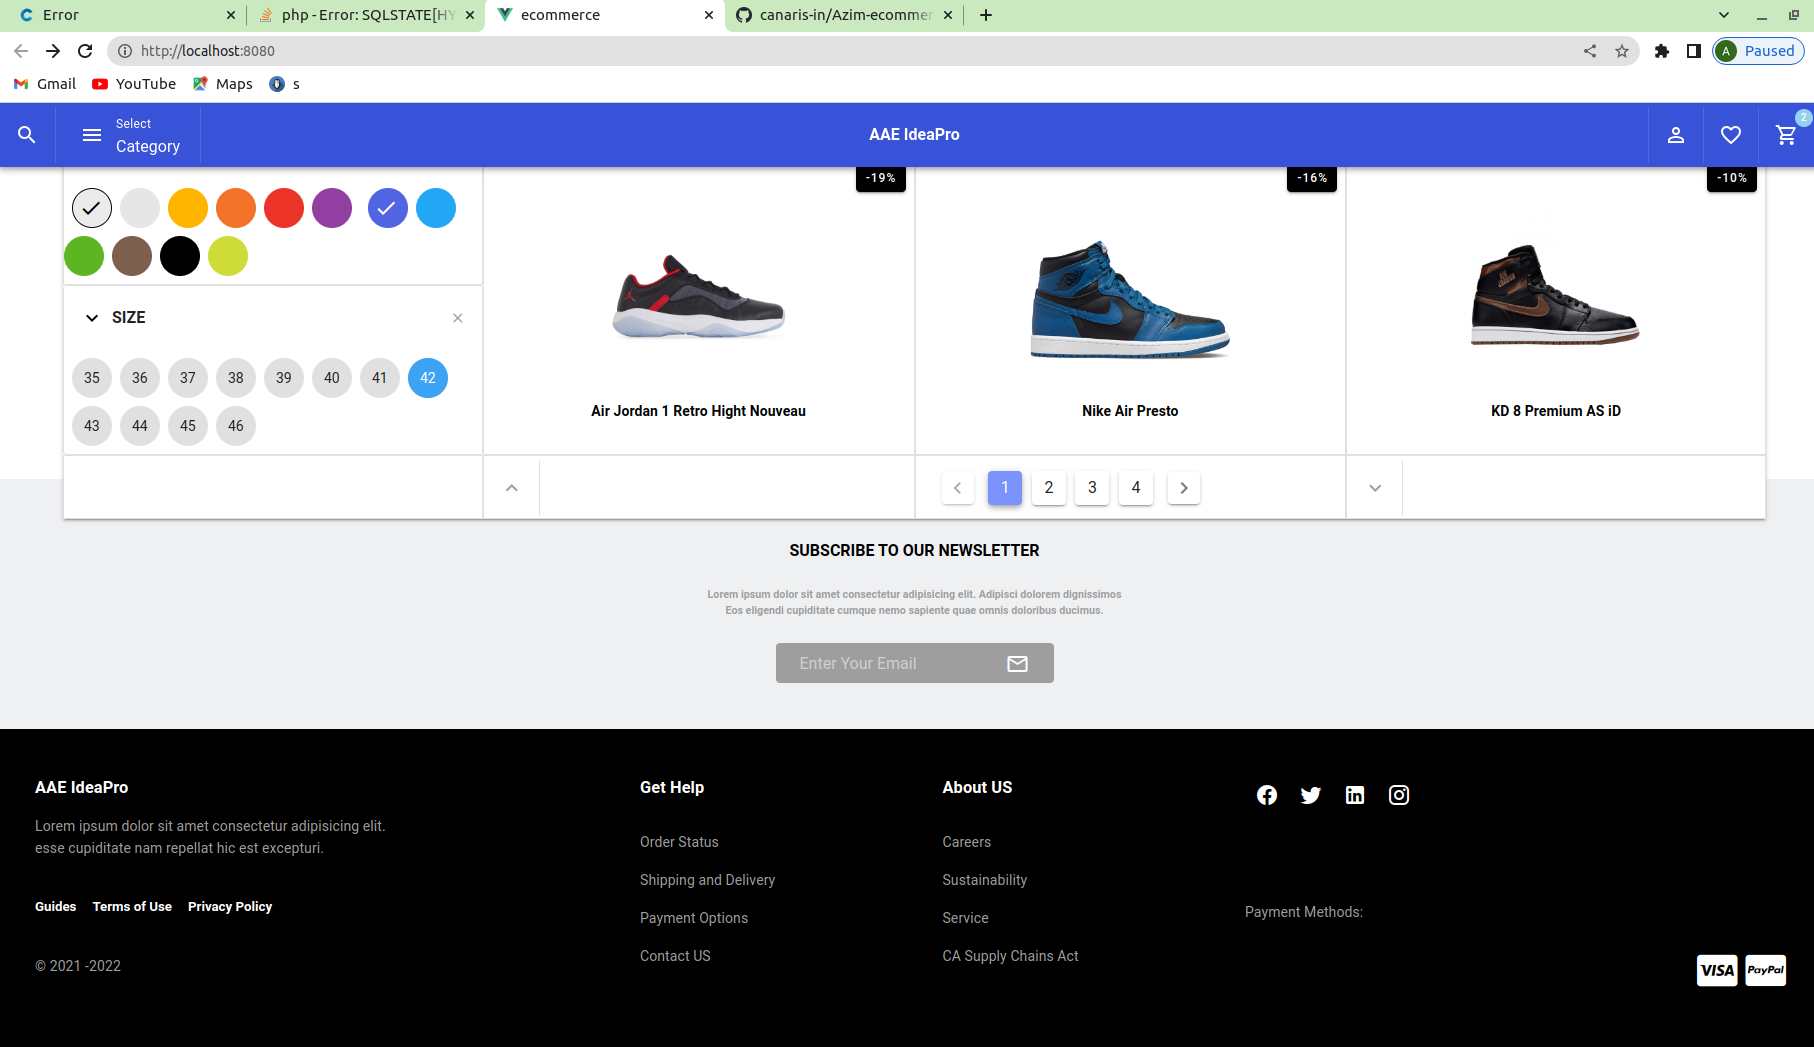 Error
php - Error: SQLSTATE[HY
ecommerce
canaris-in/Azim-ecommer
http://localhost:8080
A Paused
Gmail YouTube Maps s
Select
Category
AAE IdeaPro
2
-19% -16% -10%
SIZE
35 36 37 38 39 40 41 42
43 44 45 46
Air Jordan 1 Retro Hight Nouveau
Nike Air Presto
KD 8 Premium AS iD
1 2 3 4
SUBSCRIBE TO OUR NEWSLETTER
Lorem ipsum dolor sit amet consectetur adipisicing elit. Adipisci dolorem dignissimos
Eos eligendi cupiditate cumque nemo sapiente quae omnis doloribus ducimus.
Enter Your Email
AAE IdeaPro
Lorem ipsum dolor sit amet consectetur adipisicing elit.
esse cupiditate nam repellat hic est excepturi.
Guides Terms of Use Privacy Policy
© 2021 -2022
Get Help
Order Status
Shipping and Delivery
Payment Options
Contact US
About US
Careers
Sustainability
Service
CA Supply Chains Act
Payment Methods:
VISA PayPal